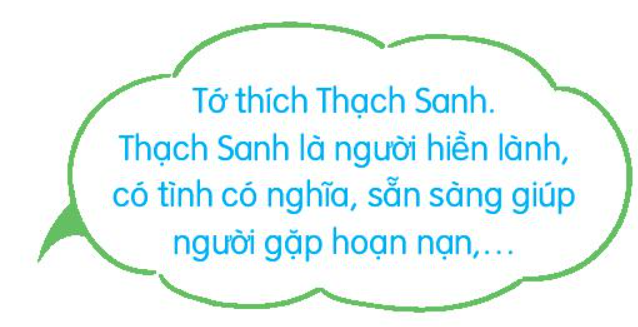 Tớ thích Thạch Sanh.
Thạch Sanh là người hiền lành,
có tình có nghĩa, sẵn sàng giúp
người gặp hoạn nạn,...